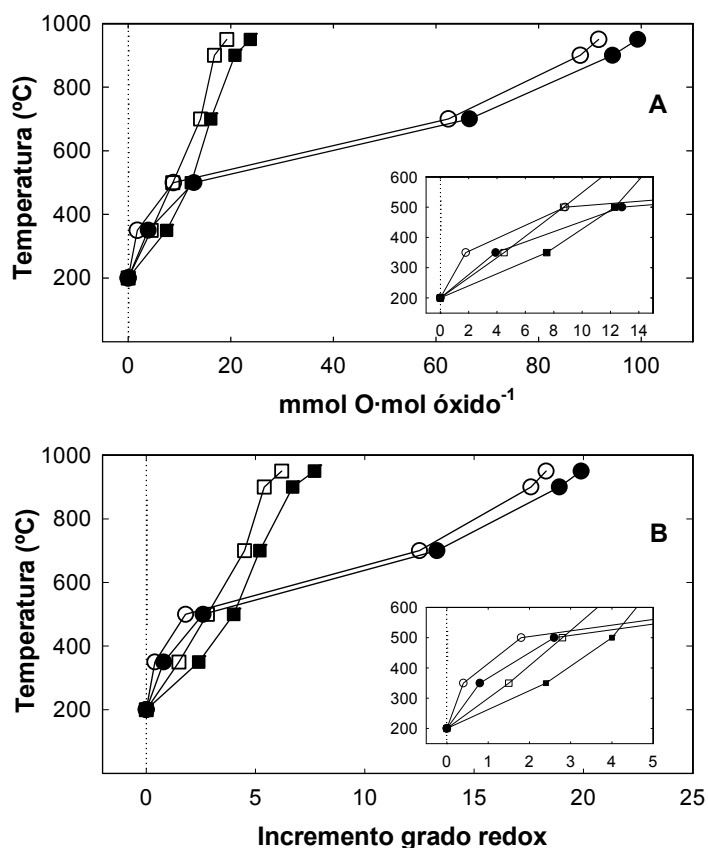 1000
800
600
400
200
Temperatura (ºC)
A
600
500
400
300
200
0 2 4 6 8 10 12 14
0 20 40 60 80 100
mmol O·mol óxido⁻¹
1000
800
600
400
200
Temperatura (ºC)
B
600
500
400
300
200
0 1 2 3 4 5
0 5 10 15 20 25
Incremento grado redox